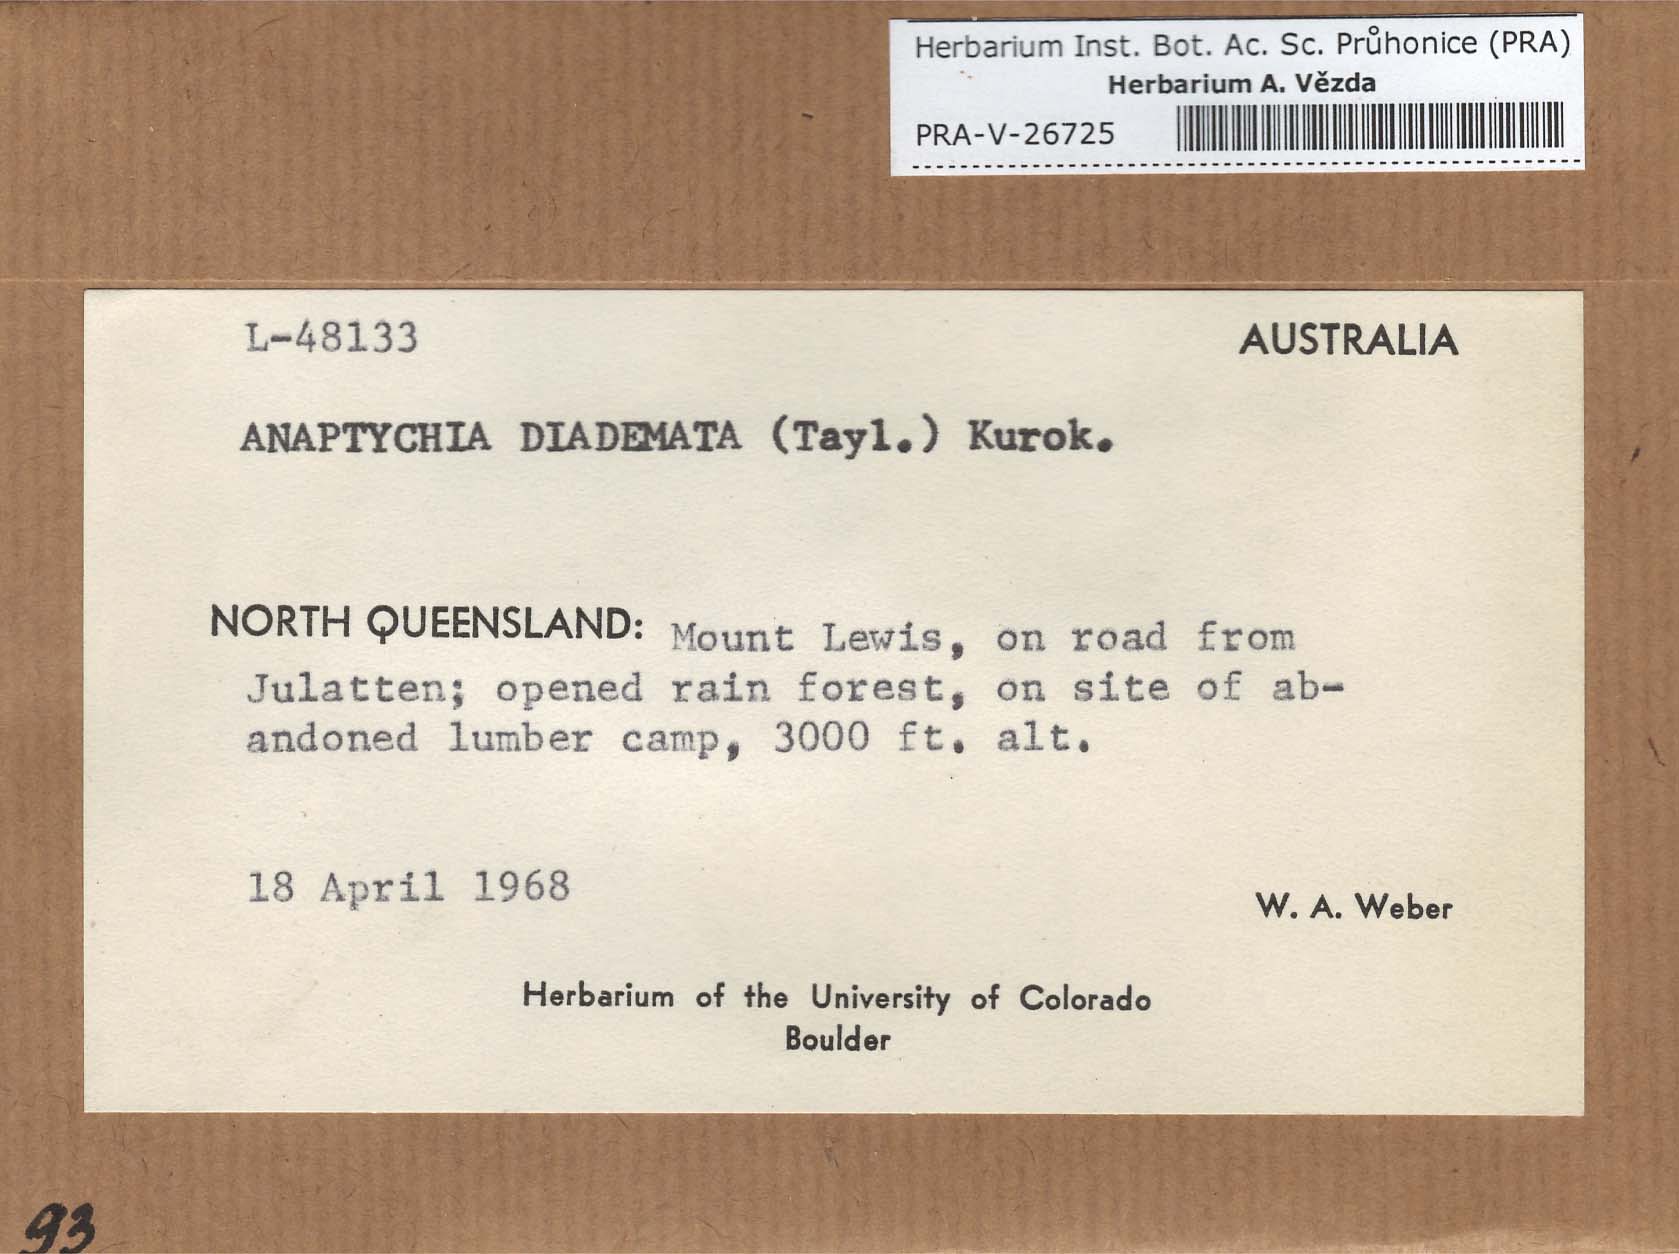 Herbarium Inst. Bot. Ac. Sc. Průhonice (PRA)
Herbarium A. Vězda
PRA-V-26725
L-48133
AUSTRALIA
ANAPTYCHIA DIADEMATA (Tayl.) Kurok.
NORTH QUEENSLAND: Mount Lewis, on road from
Julatten; opened rain forest, on site of ab-
andoned lumber camp, 3000 ft. alt.
18 April 1968
W. A. Weber
Herbarium of the University of Colorado
Boulder
93